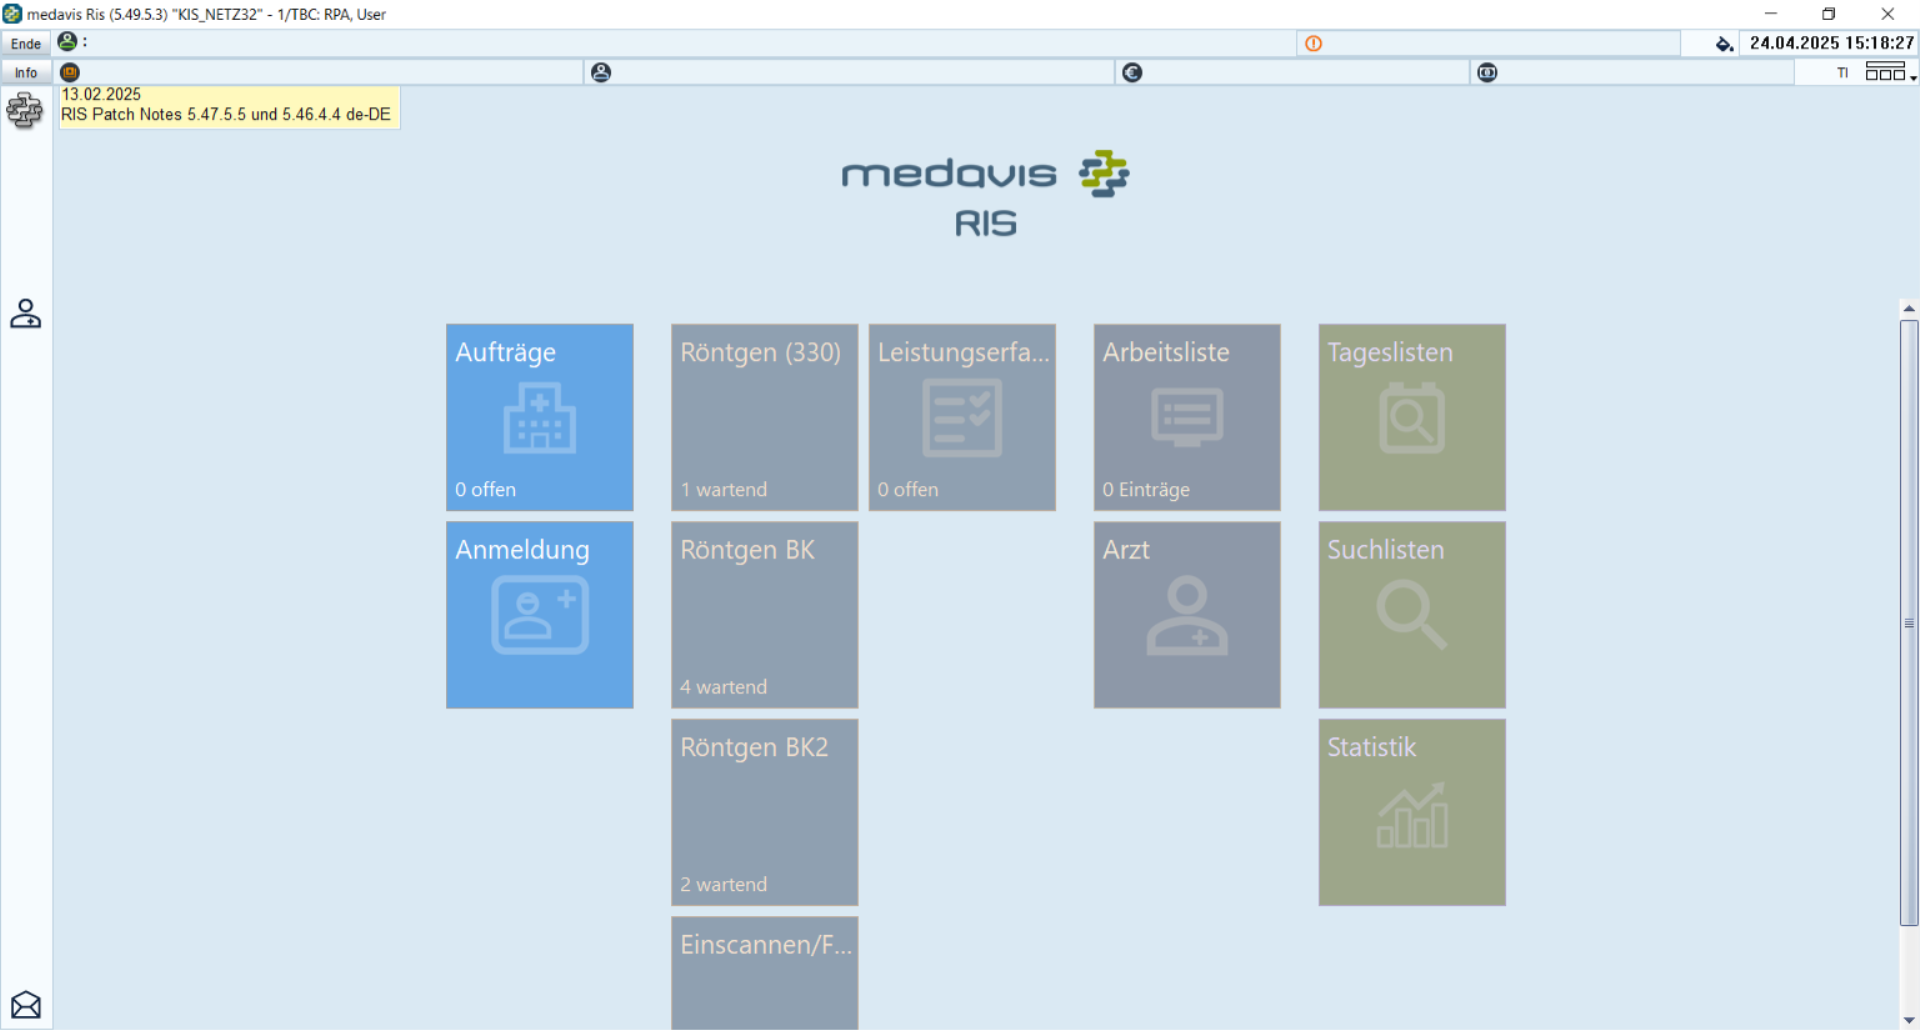 medavis Ris (5.49.5.3) "KIS_NETZ32" - 1/TBC: RPA, User
Ende :
24.04.2025 15:18:27
Info
TI
13.02.2025
RIS Patch Notes 5.47.5.5 und 5.46.4.4 de-DE
medavis
RIS
Aufträge
0 offen
Röntgen (330)
1 wartend
Leistungserfa...
0 offen
Arbeitsliste
0 Einträge
Tageslisten
Anmeldung
Röntgen BK
4 wartend
Arzt
Suchlisten
Röntgen BK2
2 wartend
Statistik
Einscannen/F...